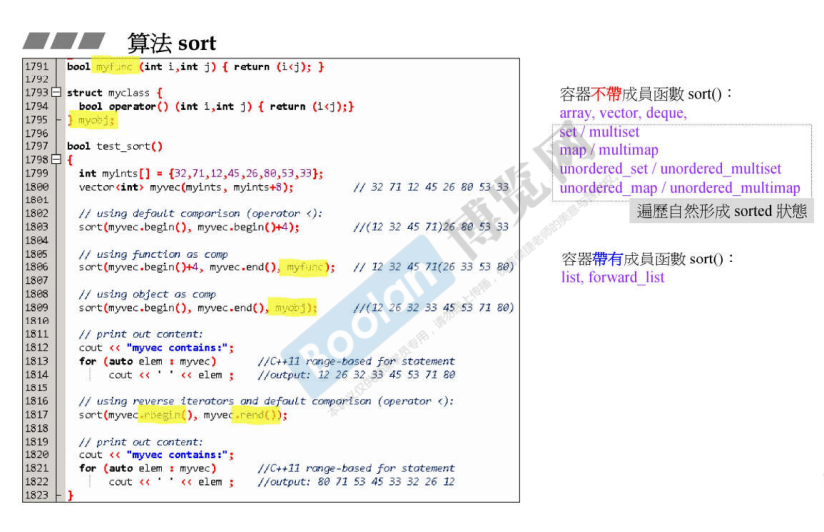 算法 sort
1791 bool myfunc (int i,int j) { return (i<j); }
1792
1793 struct myclass {
1794 bool operator() (int i,int j) { return (i<j);}
1795 } myobj;
1796
1797 bool test_sort()
1798 {
1799 int myints[] = {32,71,12,45,26,80,53,33};
1800 vector<int> myvec(myints, myints+8); // 32 71 12 45 26 80 53 33
1801
1802 // using default comparison (operator <):
1803 sort(myvec.begin(), myvec.begin()+4); //(12 32 45 71)26 80 53 33
1804
1805 // using function as comp
1806 sort(myvec.begin()+4, myvec.end(), myfunc); // 12 32 45 71(26 33 53 80)
1807
1808 // using object as comp
1809 sort(myvec.begin(), myvec.end(), myobj); //(12 26 32 33 45 53 71 80)
1810
1811 // print out content:
1812 cout << "myvec contains:";
1813 for (auto elem : myvec) //C++11 range-based for statement
1814 cout << ' ' << elem ; //output: 12 26 32 33 45 53 71 80
1815
1816 // using reverse iterators and default comparison (operator <):
1817 sort(myvec.rbegin(), myvec.rend());
1818
1819 // print out content:
1820 cout << "myvec contains:";
1821 for (auto elem : myvec) //C++11 range-based for statement
1822 cout << ' ' << elem ; //output: 80 71 53 45 33 32 26 12
1823 }
容器不帶成員函數 sort()：
array, vector, deque,
set / multiset
map / multimap
unordered_set / unordered_multiset
unordered_map / unordered_multimap
遍歷自然形成 sorted 狀態
容器帶有成員函數 sort()：
list, forward_list
Boolan 博览网